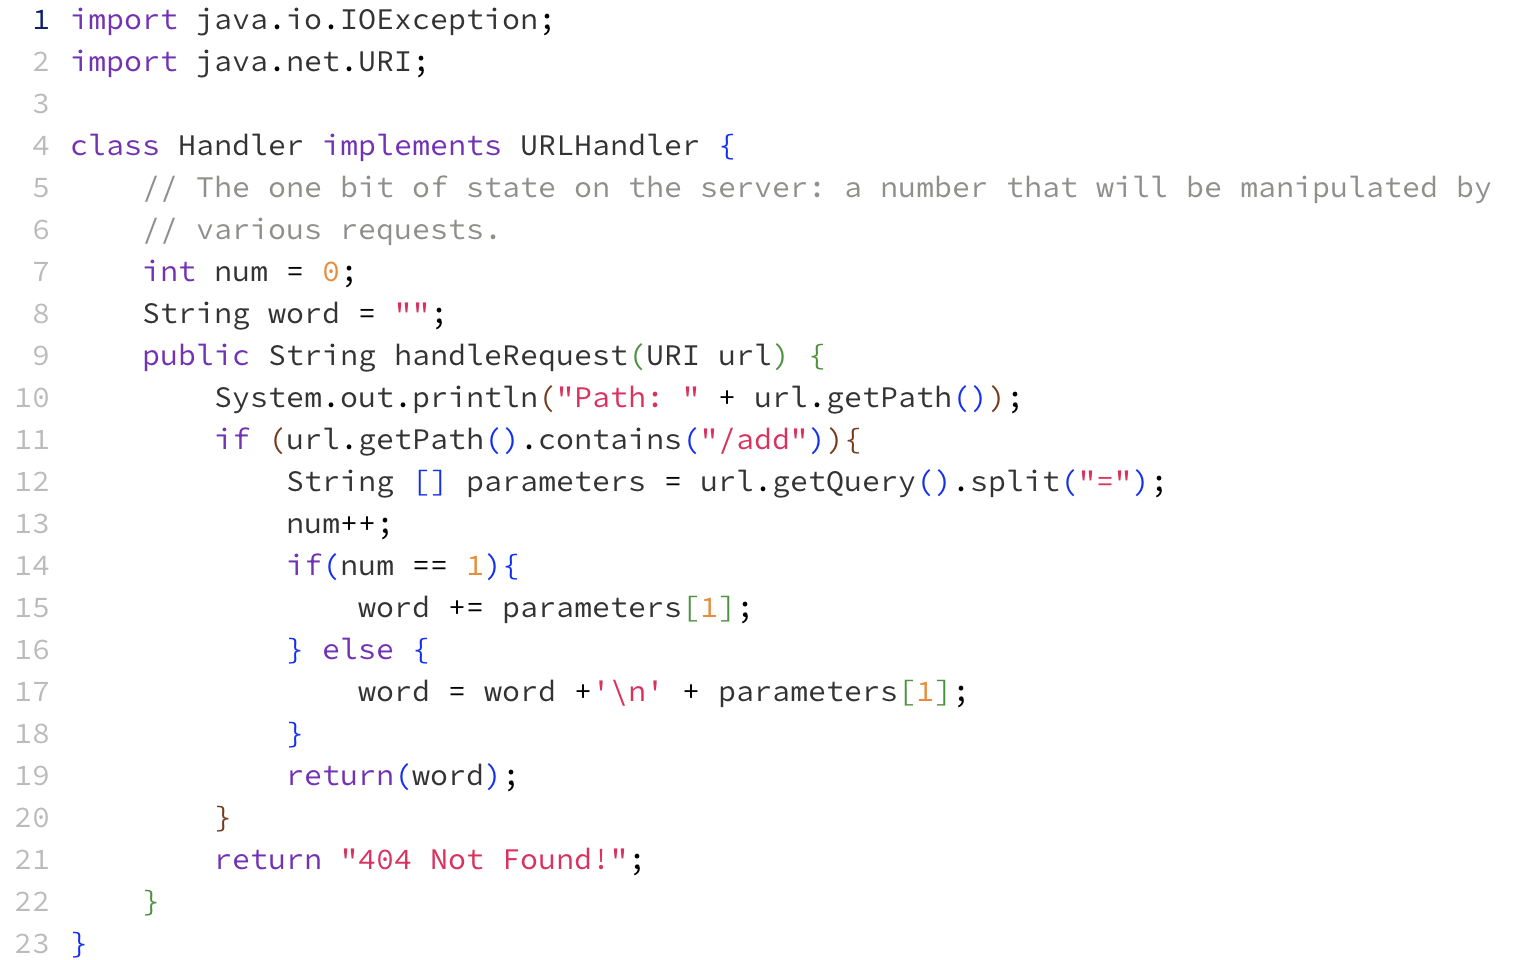 1 import java.io.IOException;
2 import java.net.URI;
3
4 class Handler implements URLHandler {
5     // The one bit of state on the server: a number that will be manipulated by
6     // various requests.
7     int num = 0;
8     String word = "";
9     public String handleRequest(URI url) {
10         System.out.println("Path: " + url.getPath());
11         if (url.getPath().contains("/add")){
12             String [] parameters = url.getQuery().split("=");
13             num++;
14             if(num == 1){
15                 word += parameters[1];
16             } else {
17                 word = word +'\n' + parameters[1];
18             }
19             return(word);
20         }
21         return "404 Not Found!";
22     }
23 }